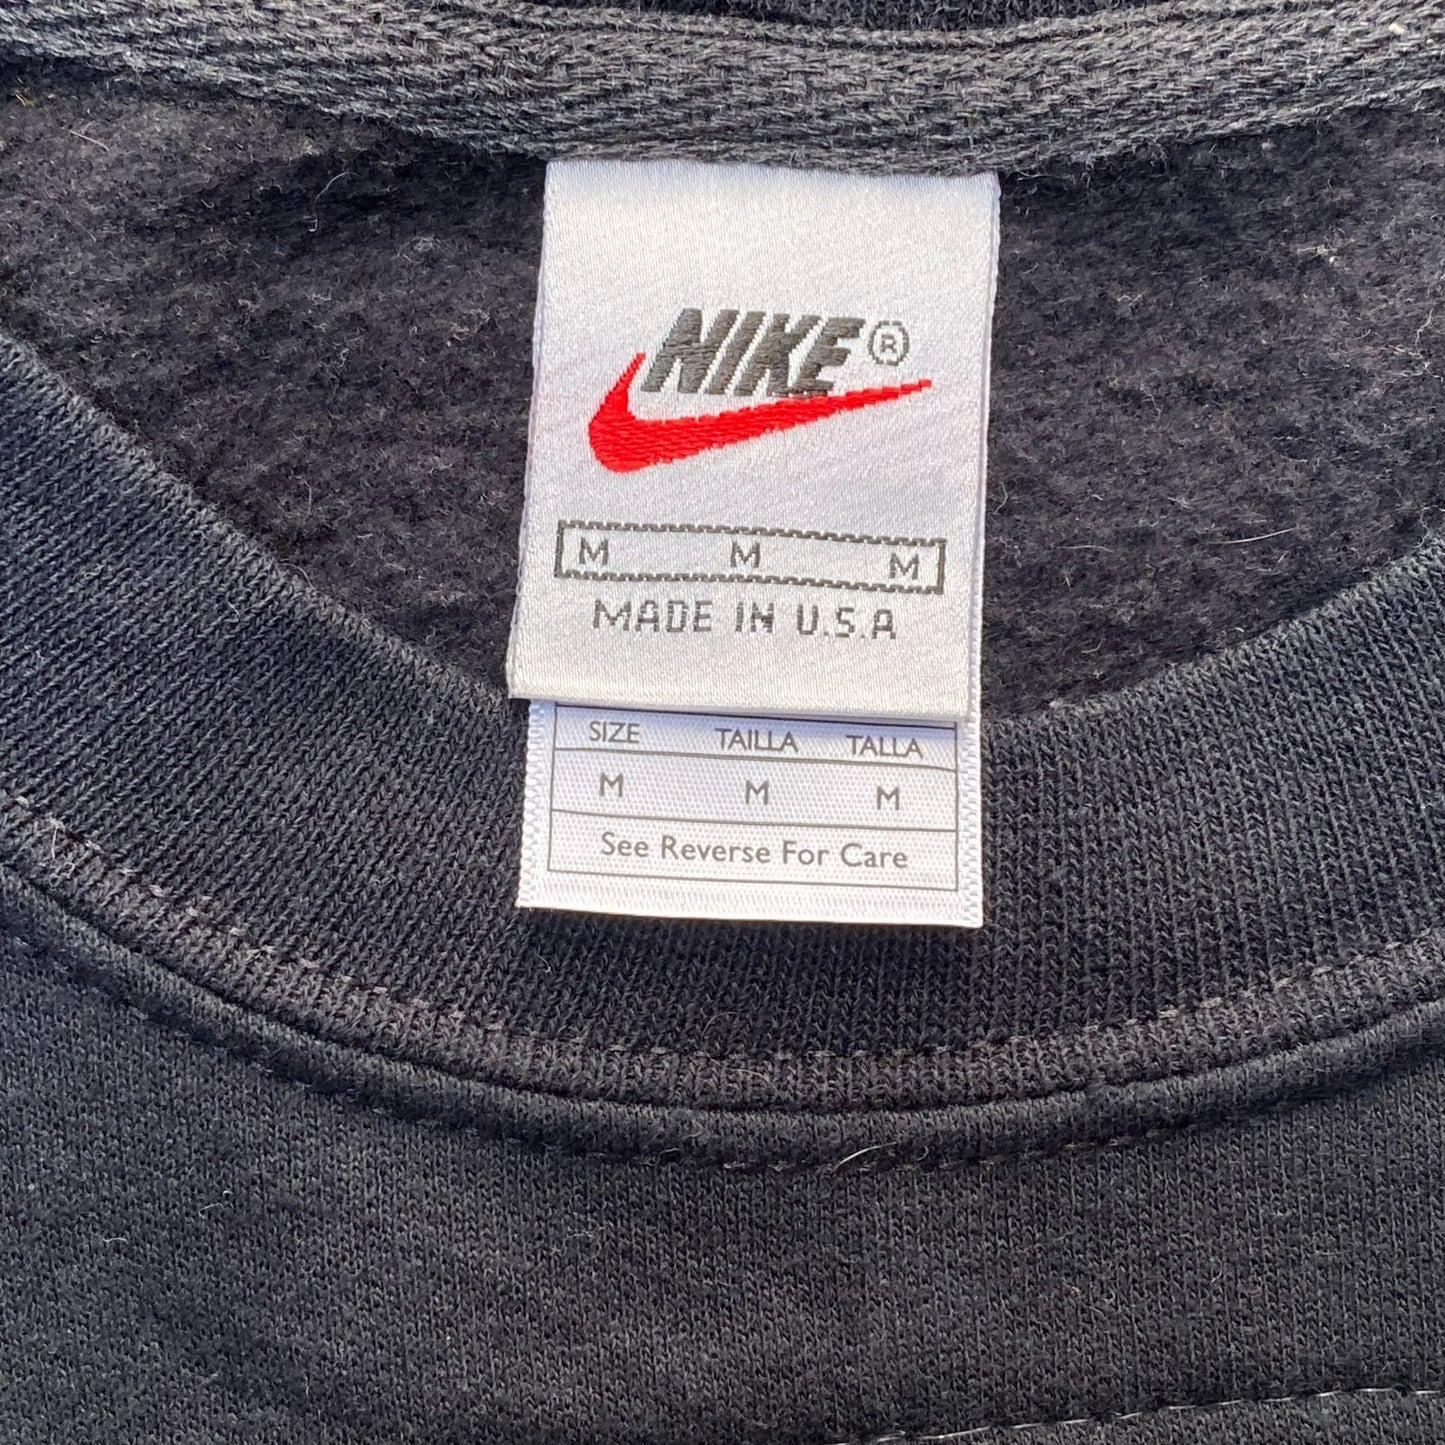 NIKE®
M M M
MADE IN U.S.A
SIZE TAILLA TALLA
M M M
See Reverse For Care